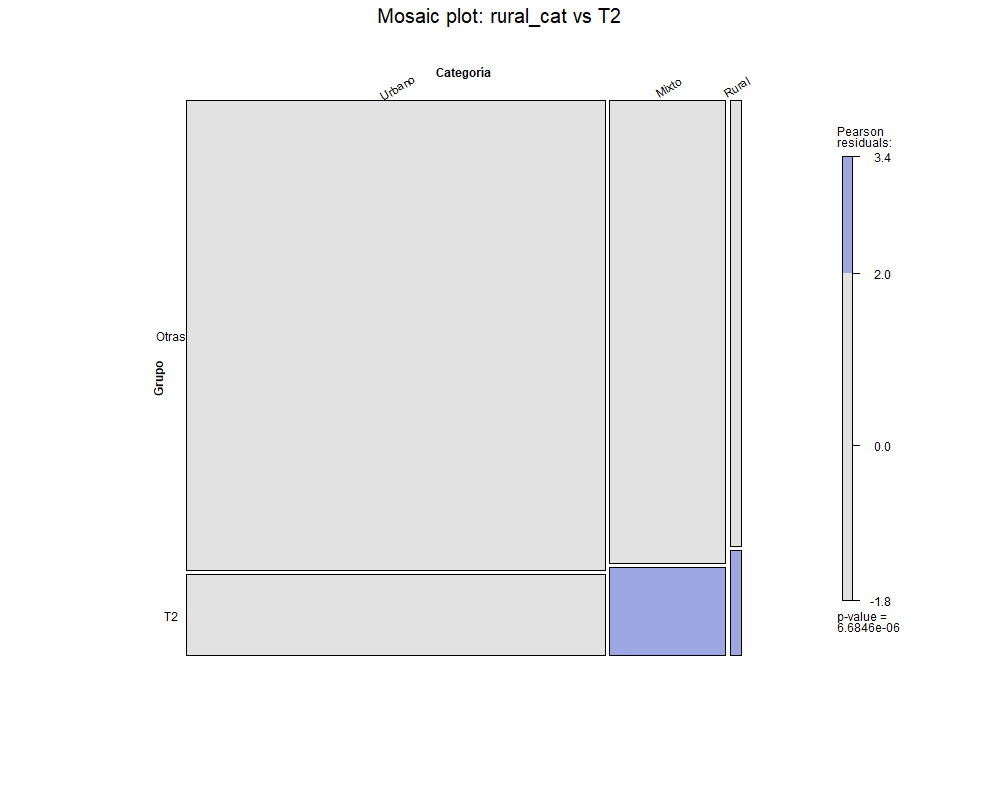 Mosaic plot: rural_cat vs T2
Categoría
Urbano
Mixto
Rural
Pearson
residuals:
3.4
2.0
0.0
-1.8
p-value =
6.6846e-06
Grupo
Otras
T2